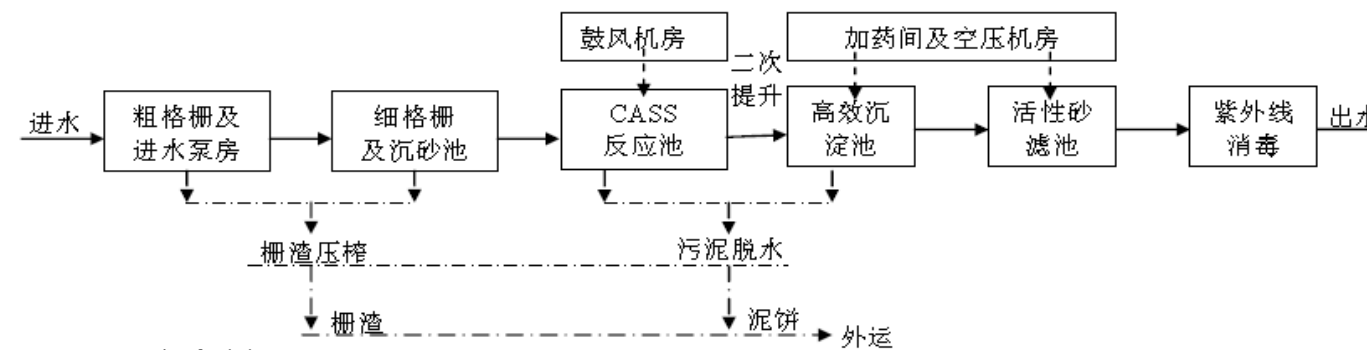 鼓风机房
加药间及空压机房
二次
提升
进水
粗格栅及
进水泵房
细格栅
及沉砂池
CASS
反应池
高效沉
淀池
活性砂
滤池
紫外线
消毒
出水
栅渣压榨
污泥脱水
栅渣
泥饼
外运